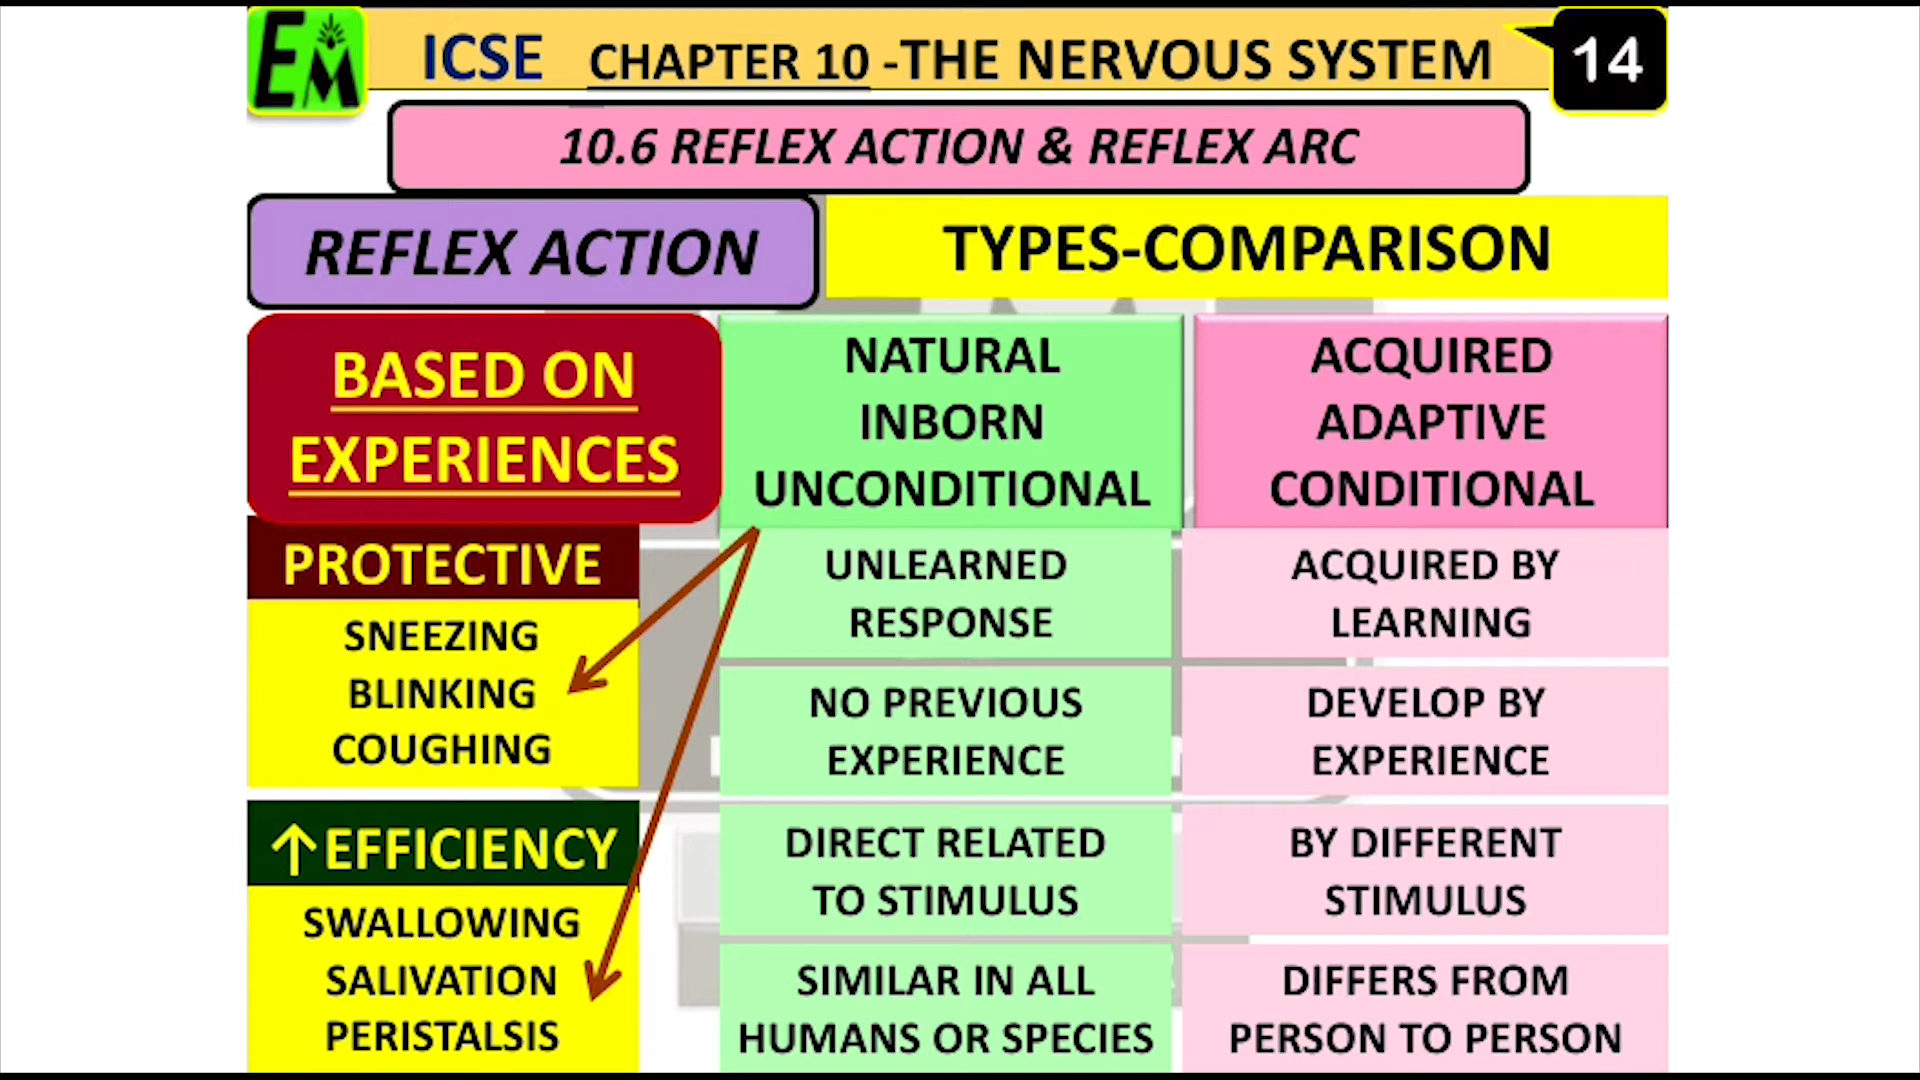 EM
ICSE CHAPTER 10 -THE NERVOUS SYSTEM
14
10.6 REFLEX ACTION & REFLEX ARC
REFLEX ACTION
TYPES-COMPARISON
BASED ON
EXPERIENCES
NATURAL
INBORN
UNCONDITIONAL
ACQUIRED
ADAPTIVE
CONDITIONAL
PROTECTIVE
SNEEZING
BLINKING
COUGHING
↑EFFICIENCY
SWALLOWING
SALIVATION
PERISTALSIS
UNLEARNED
RESPONSE
ACQUIRED BY
LEARNING
NO PREVIOUS
EXPERIENCE
DEVELOP BY
EXPERIENCE
DIRECT RELATED
TO STIMULUS
BY DIFFERENT
STIMULUS
SIMILAR IN ALL
HUMANS OR SPECIES
DIFFERS FROM
PERSON TO PERSON